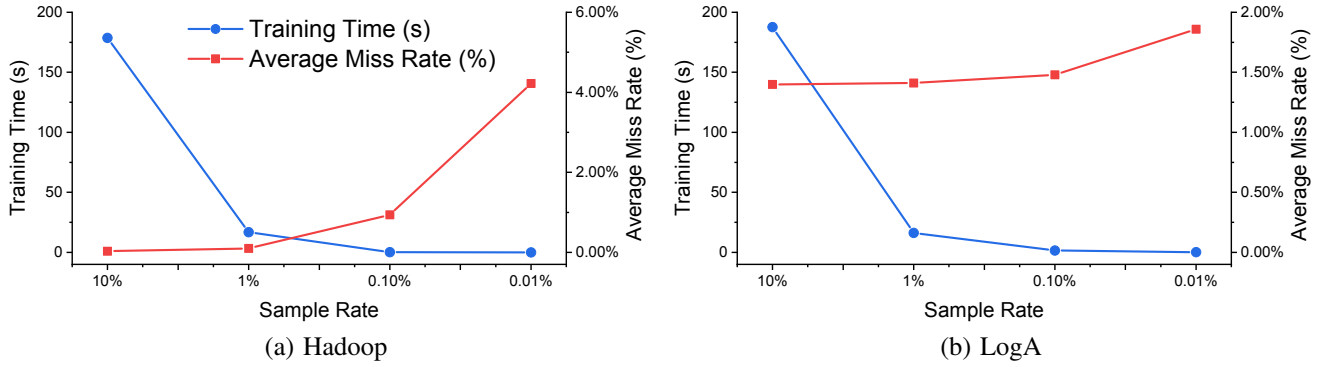 200
150
100
50
0
Training Time (s)
Training Time (s)
Average Miss Rate (%)
6.00%
4.00%
2.00%
0.00%
Average Miss Rate (%)
10%
1%
0.10%
0.01%
Sample Rate
(a) Hadoop
200
150
100
50
0
Training Time (s)
2.00%
1.50%
1.00%
0.50%
0.00%
Average Miss Rate (%)
10%
1%
0.10%
0.01%
Sample Rate
(b) LogA